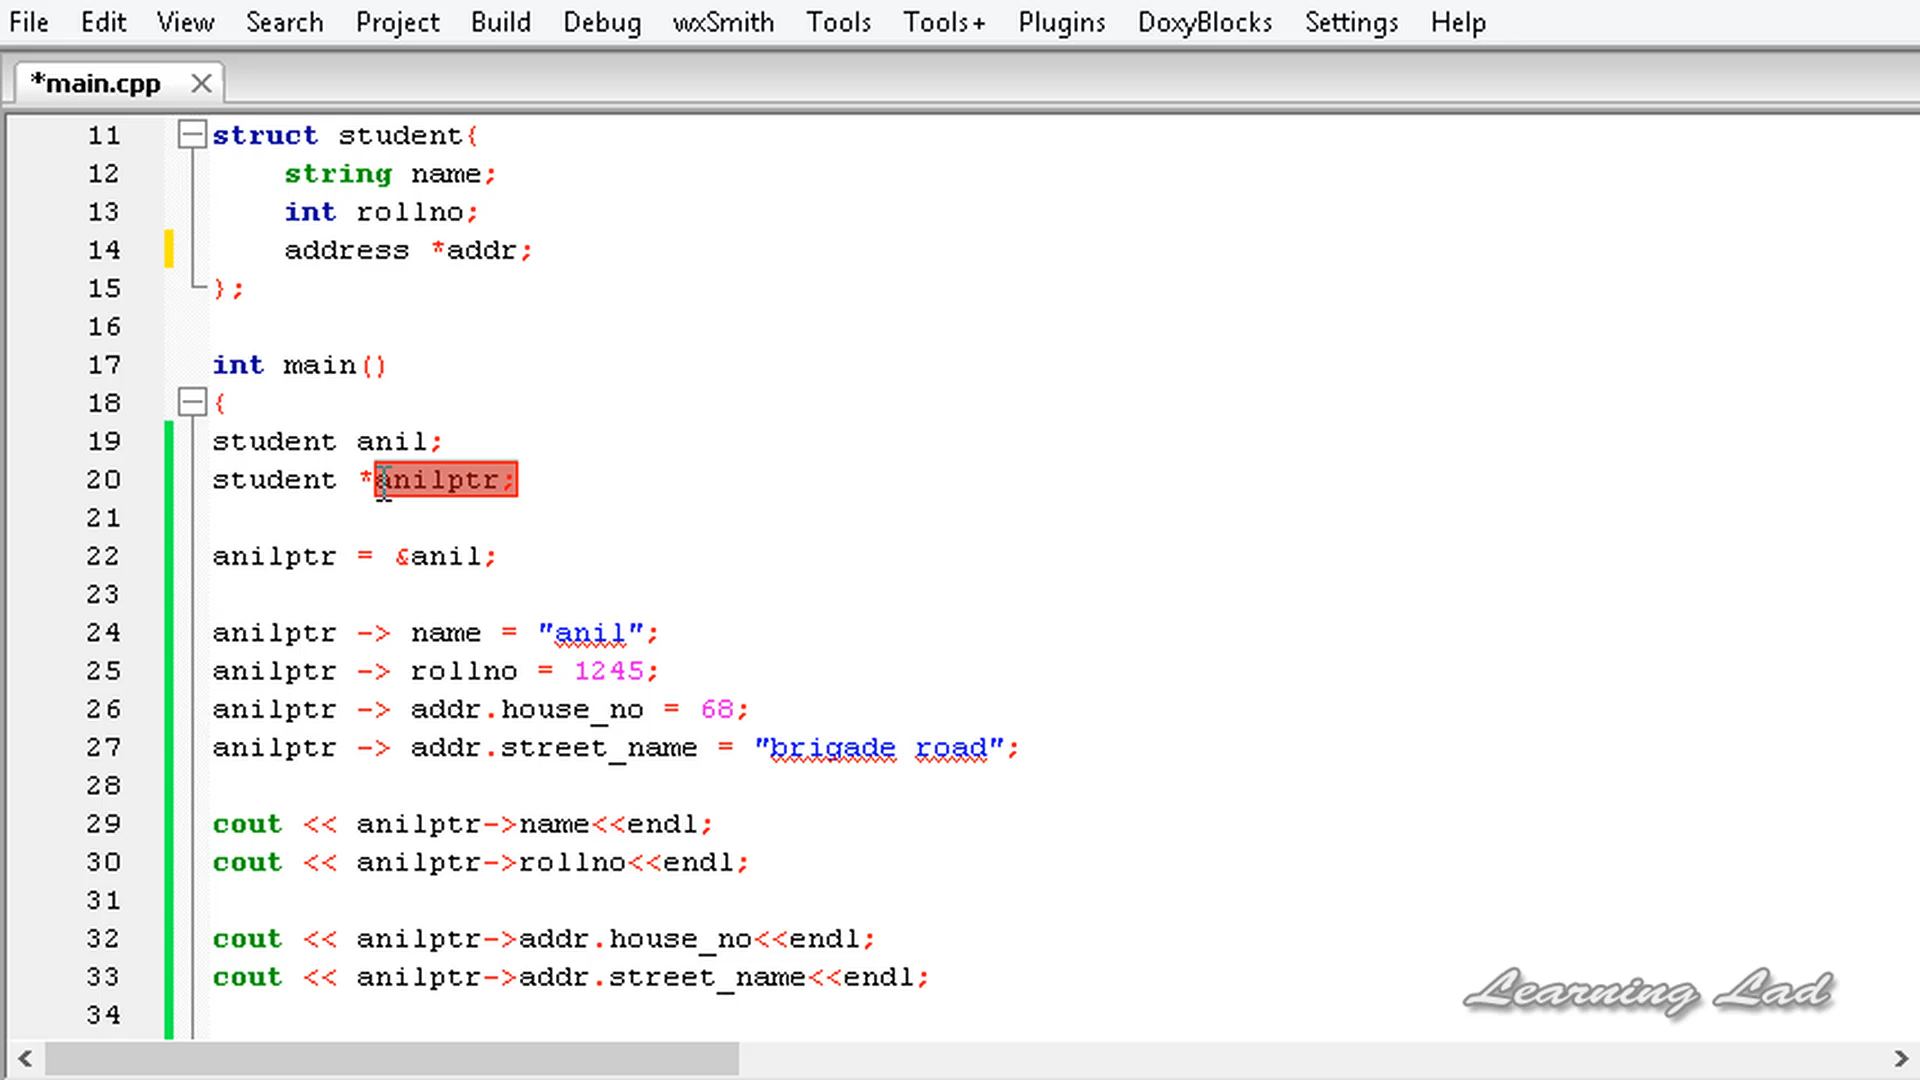 File Edit View Search Project Build Debug wxSmith Tools Tools+ Plugins DoxyBlocks Settings Help
*main.cpp
11 struct student{
12 string name;
13 int rollno;
14 address *addr;
15 };
16
17 int main()
18 {
19 student anil;
20 student *anilptr;
21
22 anilptr = &anil;
23
24 anilptr -> name = "anil";
25 anilptr -> rollno = 1245;
26 anilptr -> addr.house_no = 68;
27 anilptr -> addr.street_name = "brigade road";
28
29 cout << anilptr->name<<endl;
30 cout << anilptr->rollno<<endl;
31
32 cout << anilptr->addr.house_no<<endl;
33 cout << anilptr->addr.street_name<<endl;
34
Learning Lad